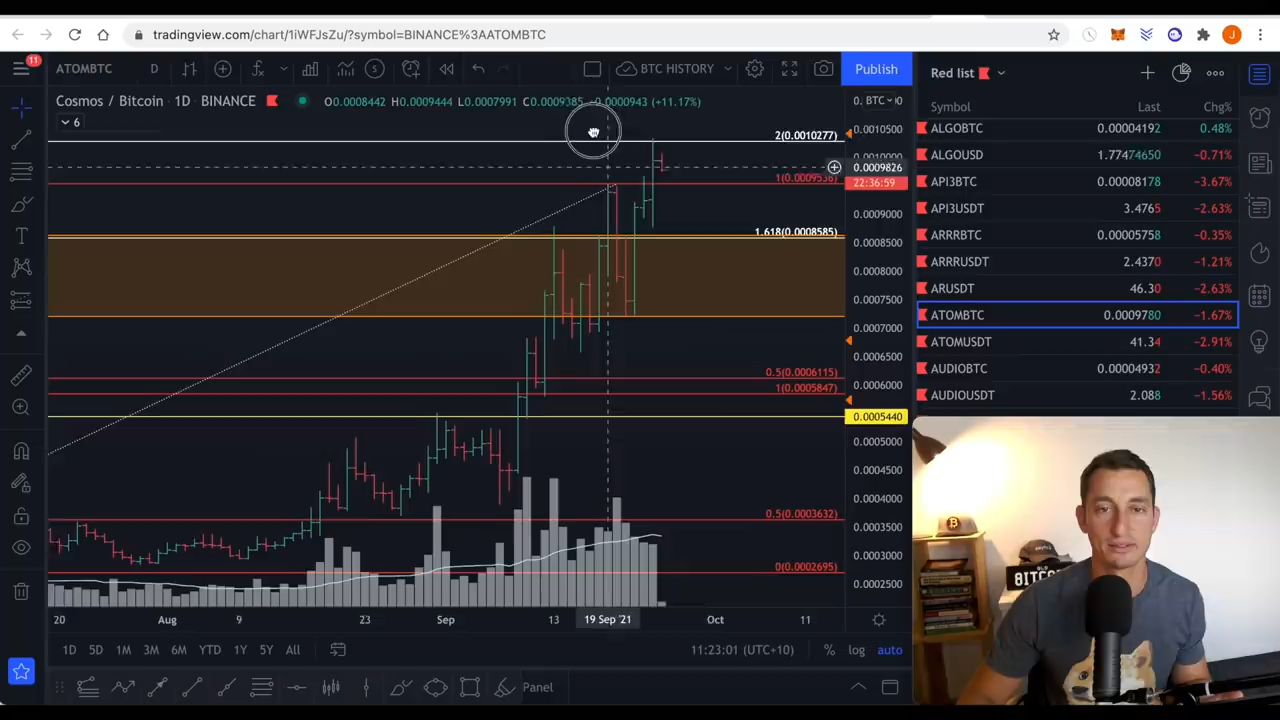 tradingview.com/chart/1iWFJsZu/?symbol=BINANCE%3AATOMBTC
J
11
ATOMBTC
D
BTC HISTORY
Publish
Red list
Cosmos / Bitcoin 1D BINANCE
O0.0008442 H0.0009444 L0.0007991 C0.0009385 +0.0000943 (+11.17%)
6
BTC
Symbol Last Chg%
ALGOBTC 0.00004192 0.48%
ALGOUSD 1.77474650 −0.71%
API3BTC 0.00008178 −3.67%
API3USDT 3.4765 −2.63%
ARRRBTC 0.00005758 −0.35%
ARRRUSDT 2.4370 −1.21%
ARUSDT 46.30 −2.63%
ATOMBTC 0.0009780 −1.67%
ATOMUSDT 41.34 −2.91%
AUDIOBTC 0.00004932 −0.40%
AUDIOUSDT 2.088 −1.56%
2(0.0010277)
1(0.0009536)
1.618(0.0008585)
0.5(0.0006115)
1(0.0005847)
0.5(0.0003632)
0(0.0002695)
0.0010500
0.0009826
22:36:59
0.0009000
0.0008500
0.0008000
0.0007500
0.0007000
0.0006500
0.0006000
0.0005440
0.0005000
0.0004500
0.0004000
0.0003500
0.0003000
0.0002500
20 Aug 9 23 Sep 13 19 Sep '21 Oct 11
1D 5D 1M 3M 6M YTD 1Y 5Y All
11:23:01 (UTC+10) % log auto
Panel
OLD
BITCO